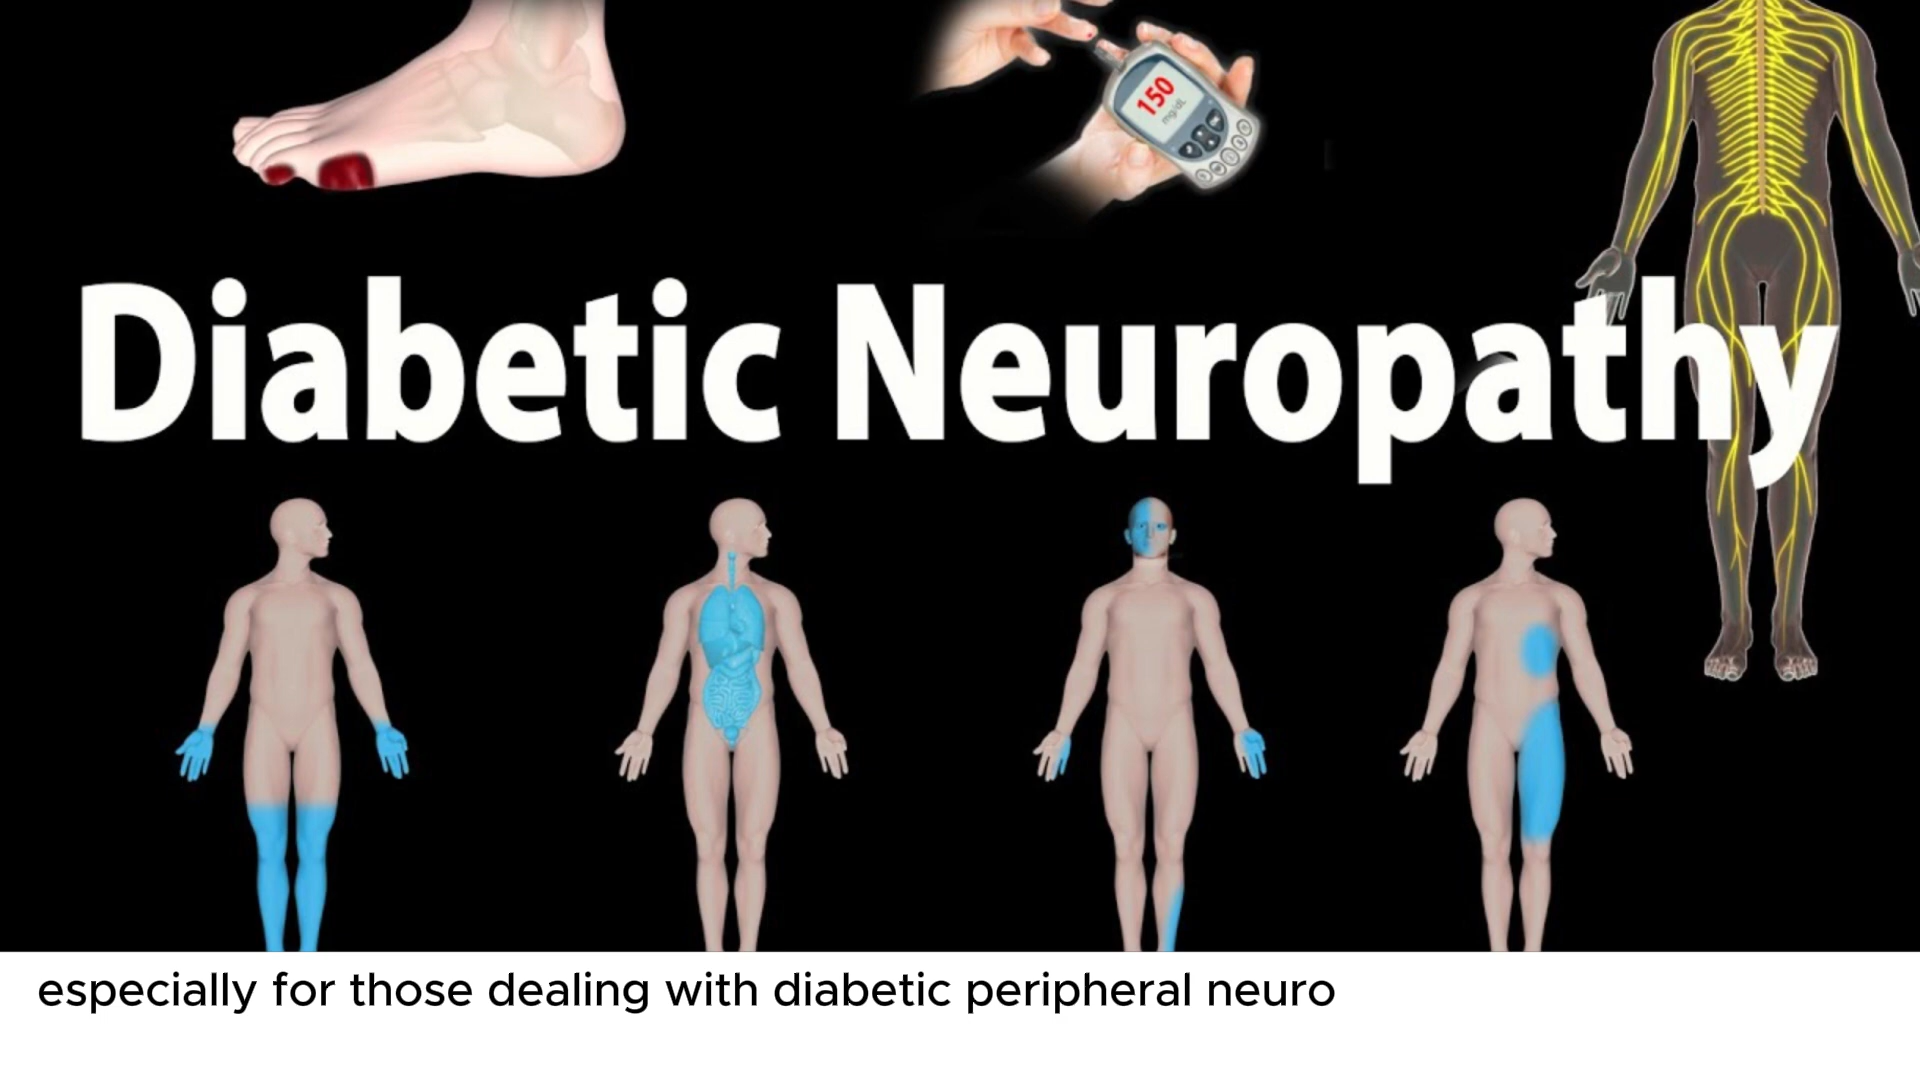 150
mg/dL
Diabetic Neuropathy
especially for those dealing with diabetic peripheral neuro